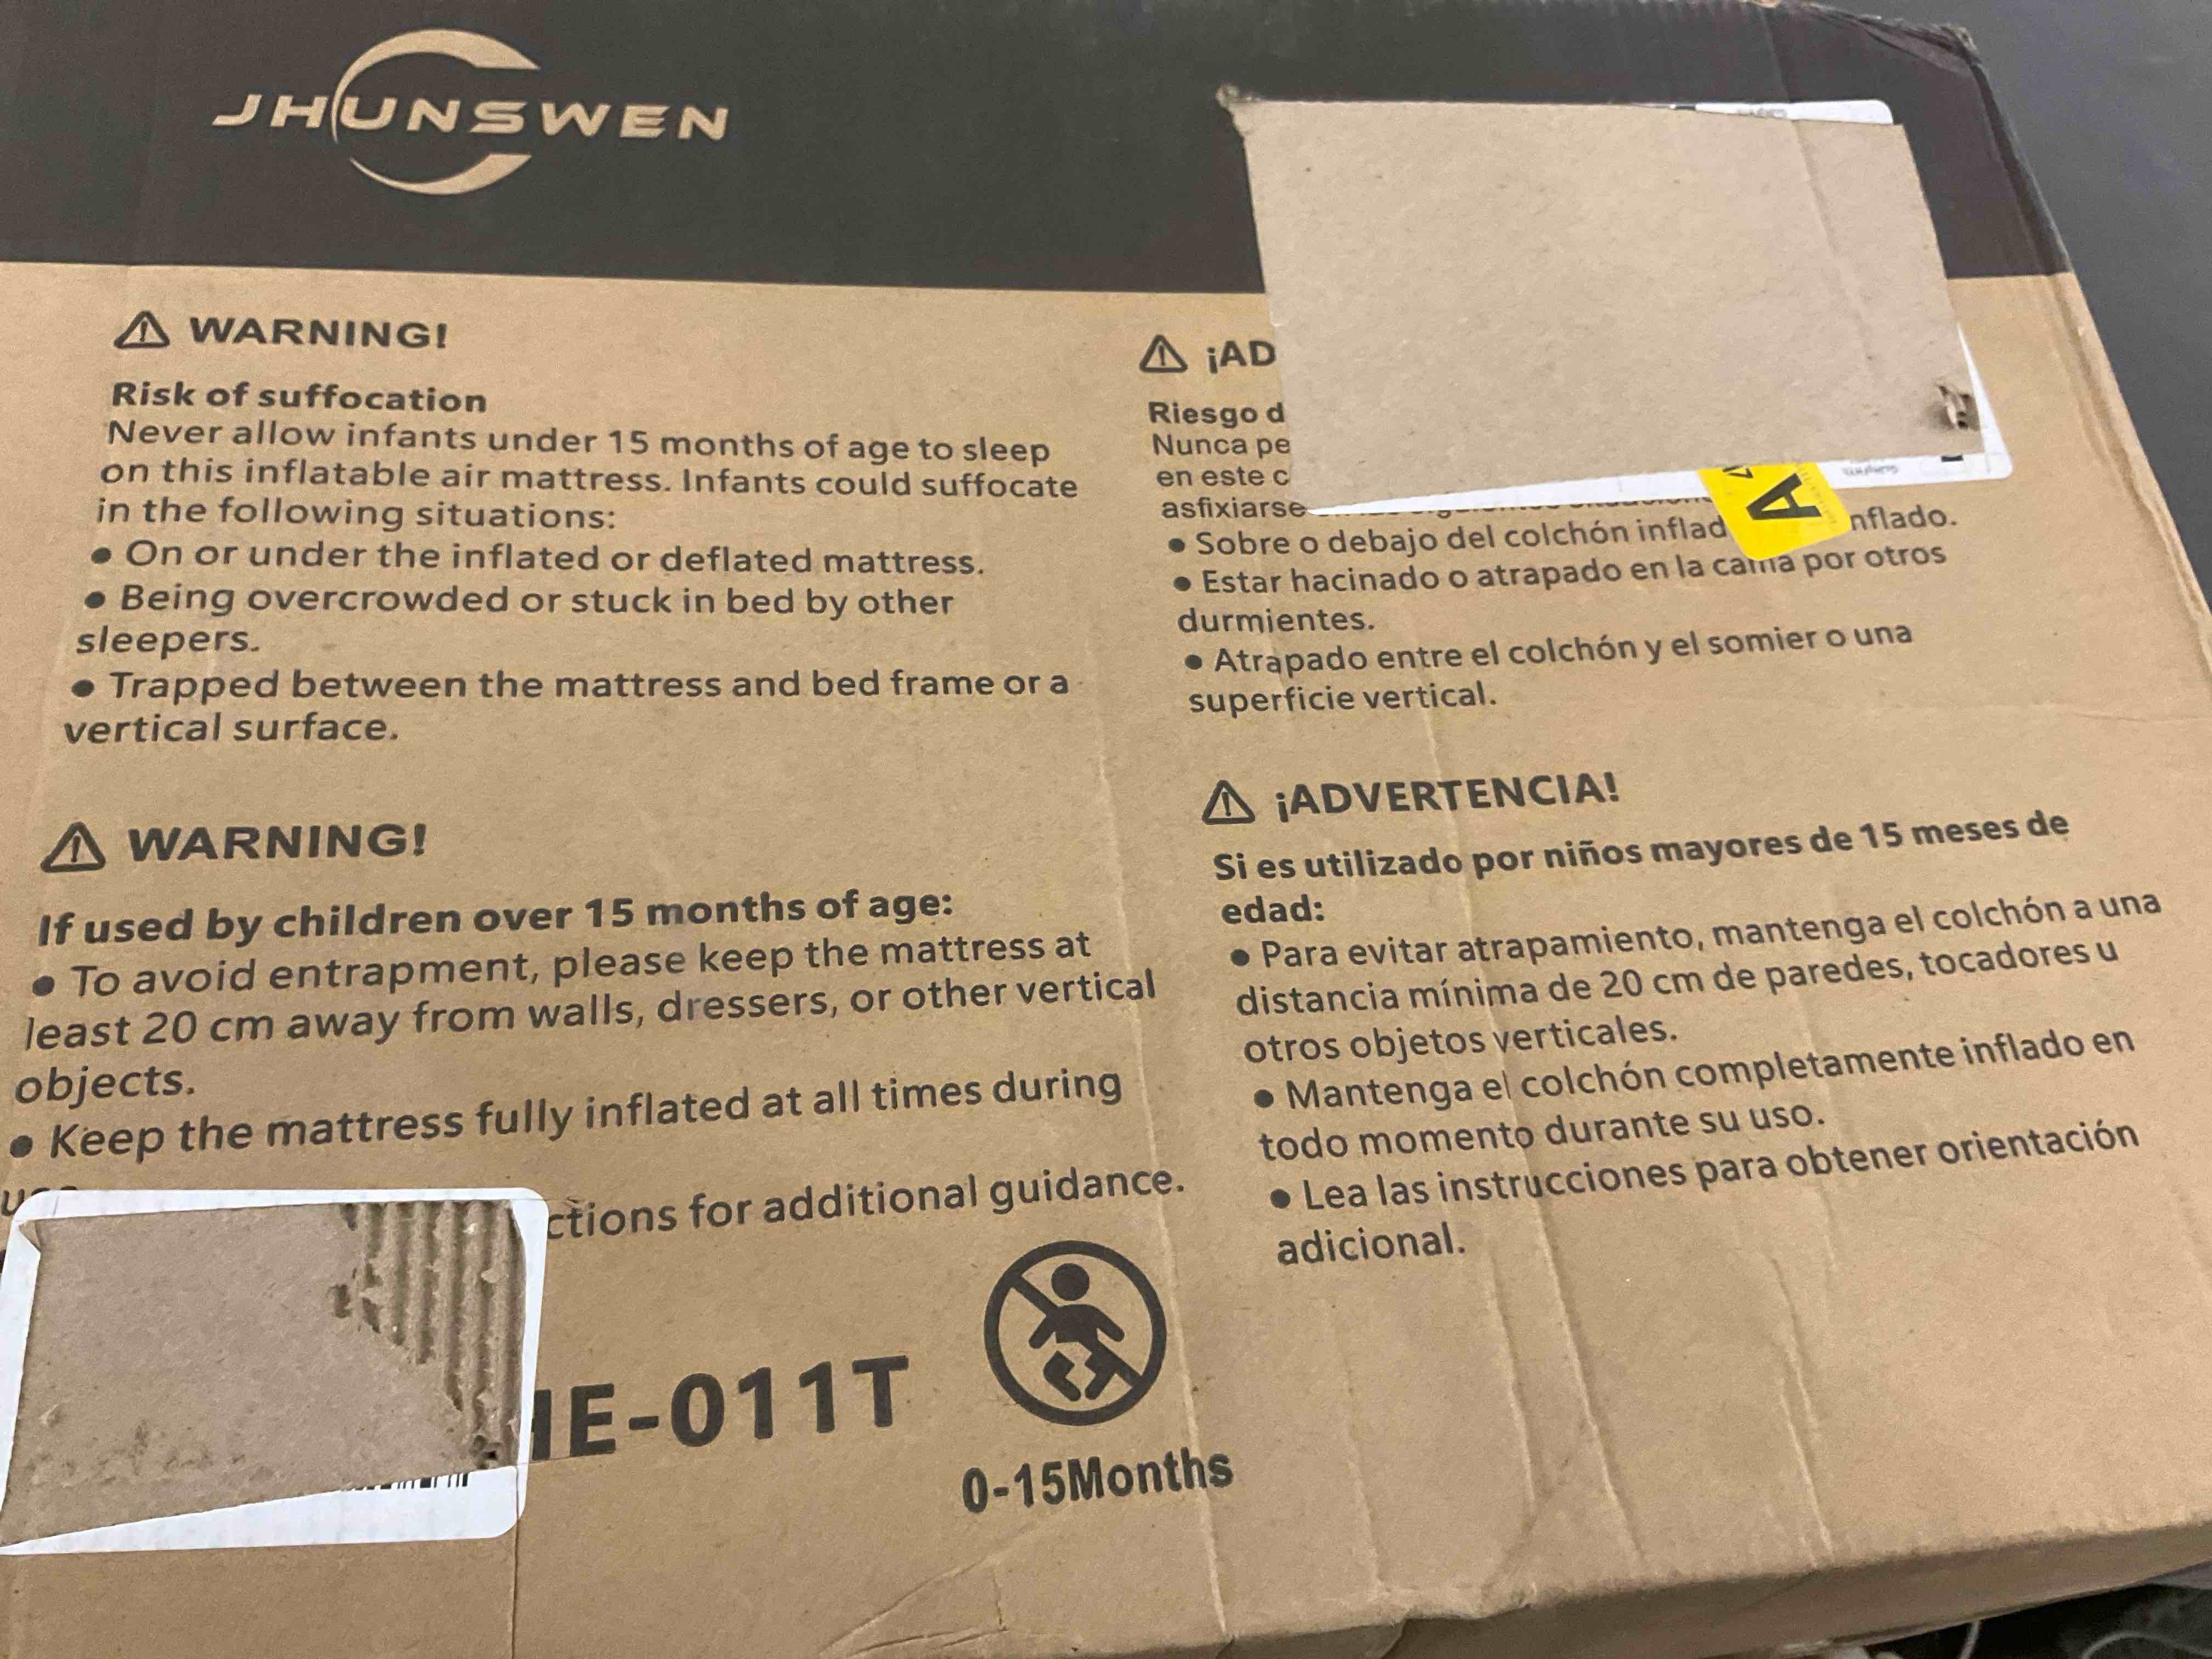 JHUNSWEN
WARNING!
Risk of suffocation
Never allow infants under 15 months of age to sleep
on this inflatable air mattress. Infants could suffocate
in the following situations:
● On or under the inflated or deflated mattress.
● Being overcrowded or stuck in bed by other
sleepers.
● Trapped between the mattress and bed frame or a
vertical surface.
WARNING!
If used by children over 15 months of age:
● To avoid entrapment, please keep the mattress at
least 20 cm away from walls, dressers, or other vertical
objects.
● Keep the mattress fully inflated at all times during
ctions for additional guidance.
IE-011T
0-15Months
¡AD
Riesgo d
Nunca pe
en este c
asfixiarse
● Sobre o debajo del colchón inflad nflado.
A
● Estar hacinado o atrapado en la cama por otros
durmientes.
● Atrapado entre el colchón y el somier o una
superficie vertical.
¡ADVERTENCIA!
Si es utilizado por niños mayores de 15 meses de
edad:
● Para evitar atrapamiento, mantenga el colchón a una
distancia mínima de 20 cm de paredes, tocadores u
otros objetos verticales.
● Mantenga el colchón completamente inflado en
todo momento durante su uso.
● Lea las instrucciones para obtener orientación
adicional.